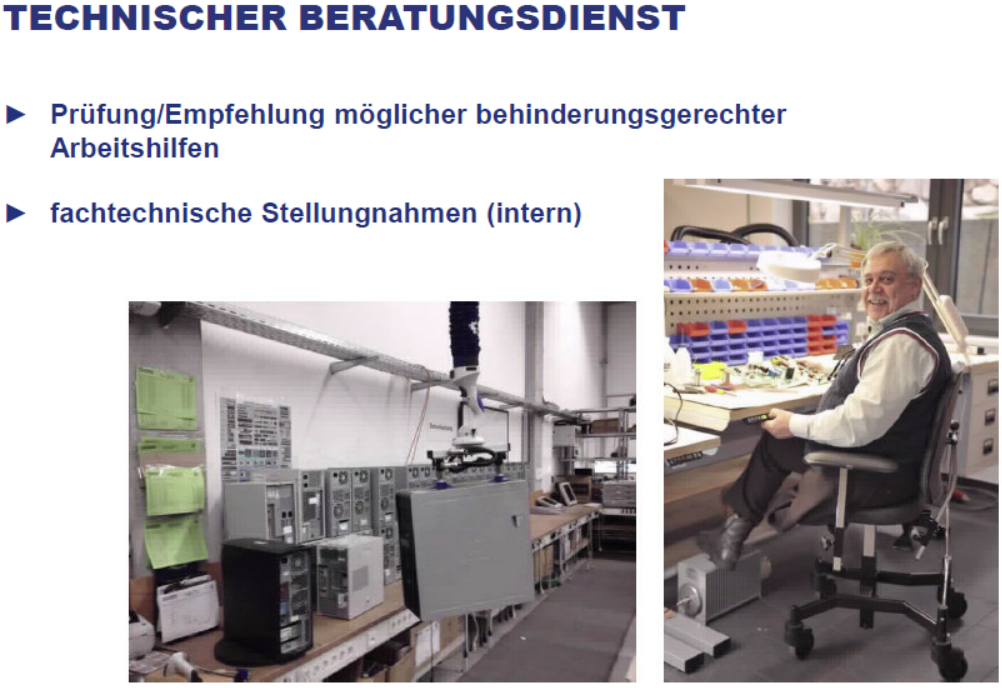 TECHNISCHER BERATUNGSDIENST
► Prüfung/Empfehlung möglicher behinderungsgerechter
Arbeitshilfen
► fachtechnische Stellungnahmen (intern)